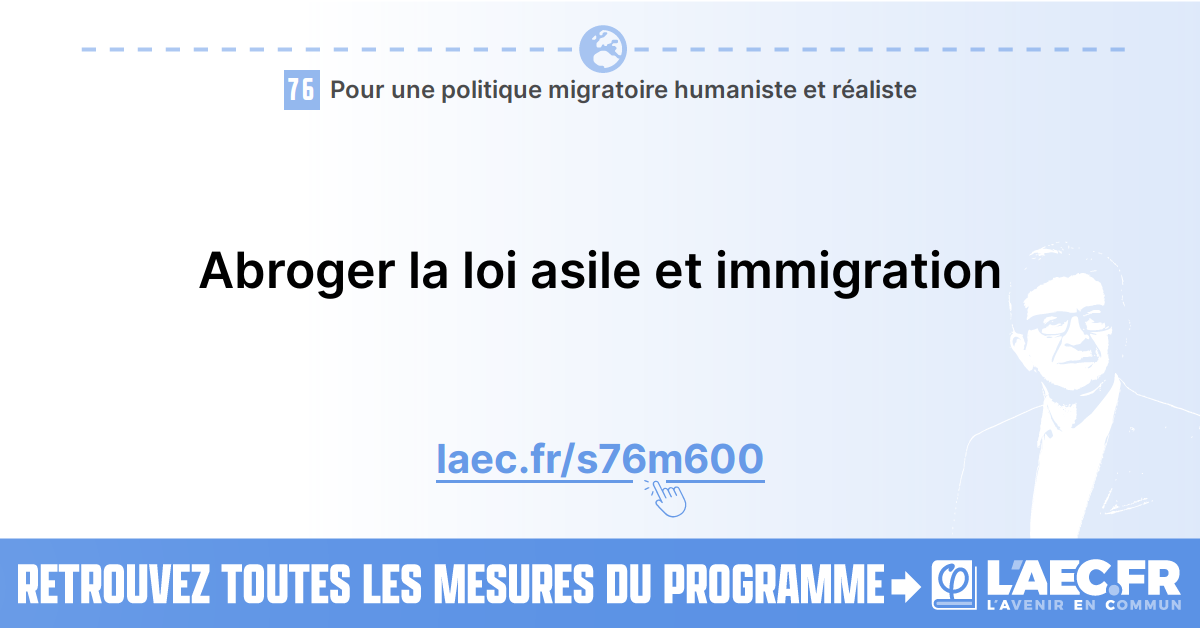 76 Pour une politique migratoire humaniste et réaliste
Abroger la loi asile et immigration
laec.fr/s76m600
RETROUVEZ TOUTES LES MESURES DU PROGRAMME
L'AEC.FR
L'AVENIR EN COMMUN